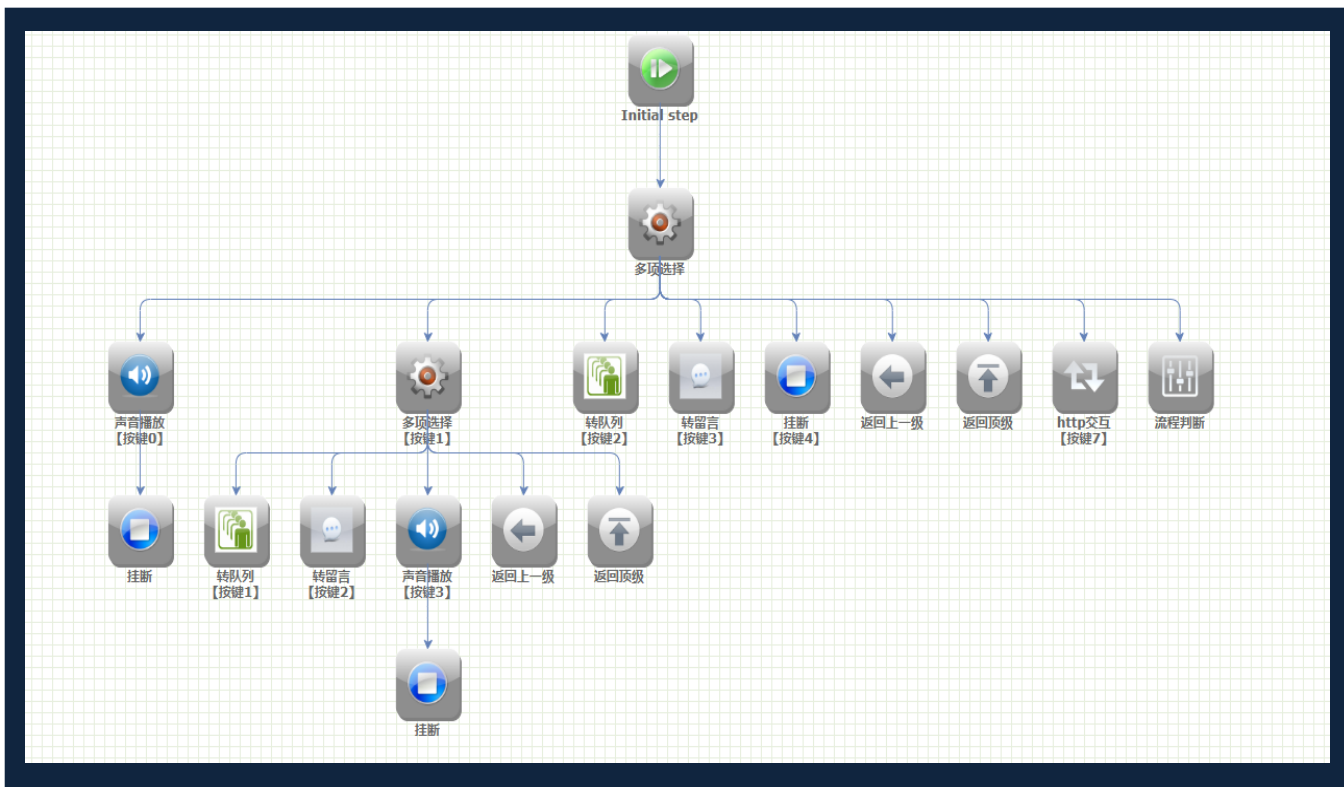 Initial step
多项选择
声音播放
【按键0】
多项选择
【按键1】
转队列
【按键2】
转留言
【按键3】
挂断
【按键4】
返回上一级
返回顶级
http交互
【按键7】
流程判断
挂断
转队列
【按键1】
转留言
【按键2】
声音播放
【按键3】
返回上一级
返回顶级
挂断